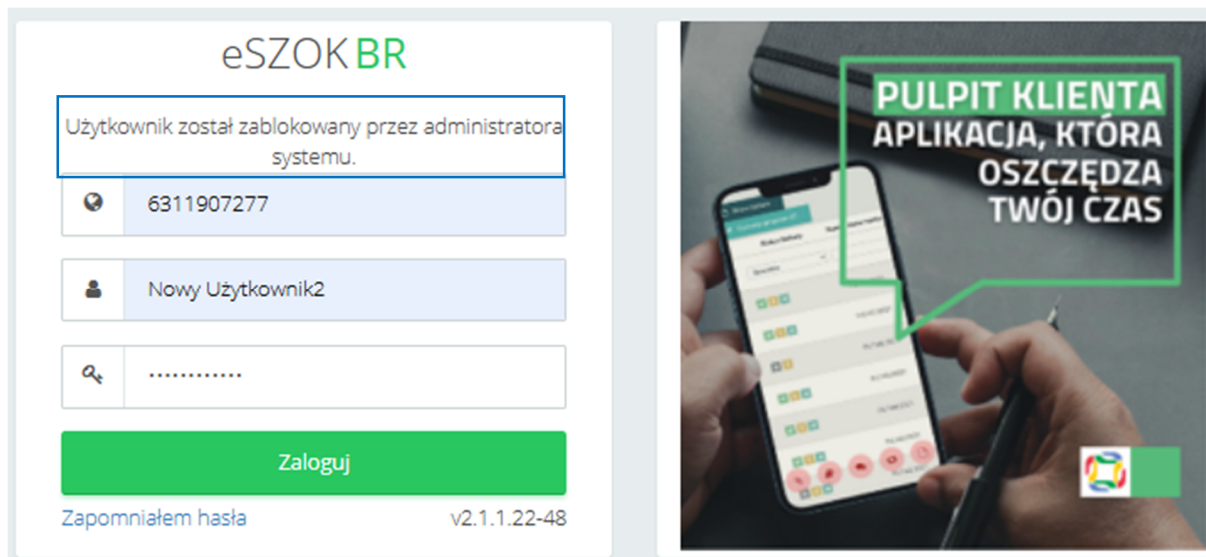 eSZOK BR
Użytkownik został zablokowany przez administratora
systemu.
6311907277
Nowy Użytkownik2
Zaloguj
Zapomniałem hasła
v2.1.1.22-48
PULPIT KLIENTA
APLIKACJA, KTÓRA
OSZCZĘDZA
TWÓJ CZAS